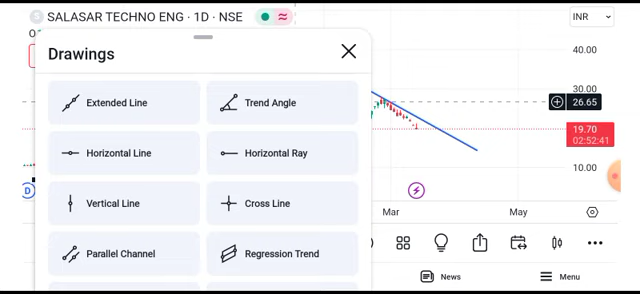 SALASAR TECHNO ENG · 1D · NSE
INR
Drawings
40.00
30.00
Extended Line
Trend Angle
26.65
19.70
02:52:41
Horizontal Line
Horizontal Ray
10.00
D
Vertical Line
Cross Line
Mar
May
Parallel Channel
Regression Trend
News
Menu